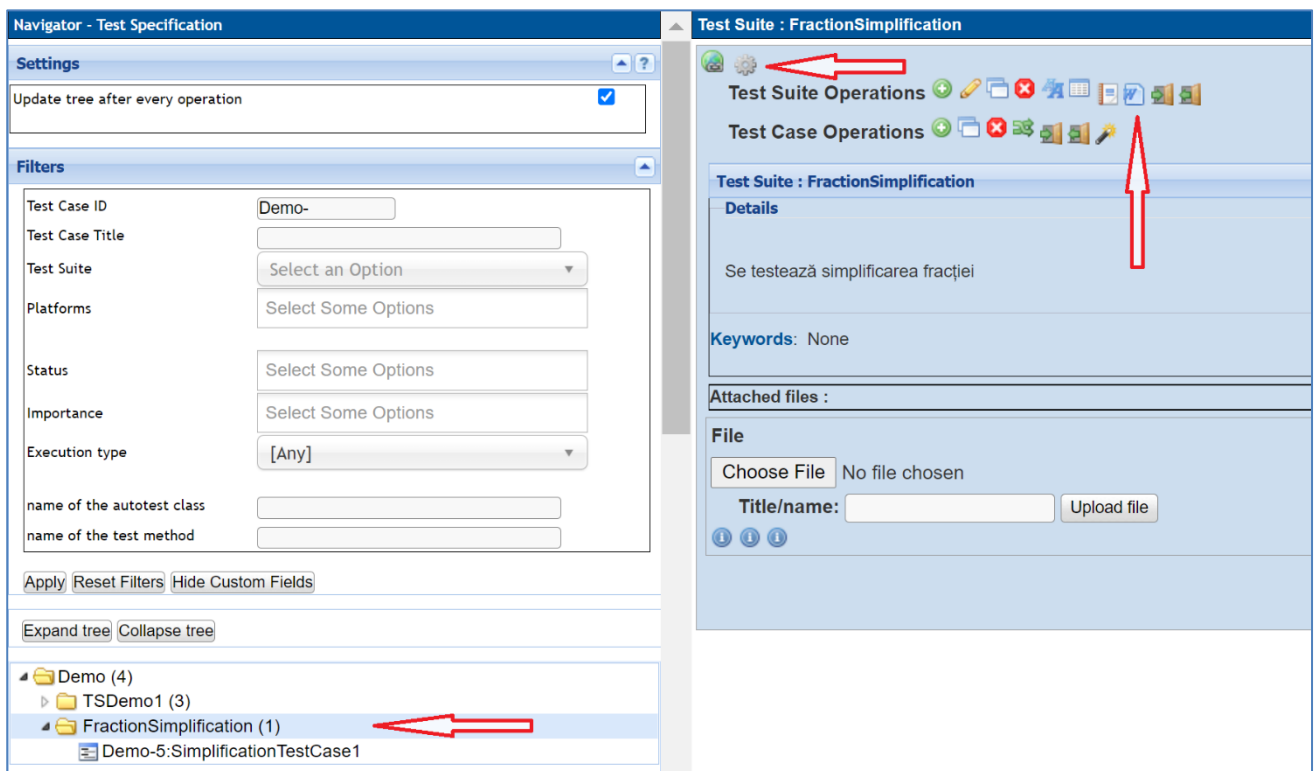 Navigator - Test Specification
Settings
?
Update tree after every operation
Filters
Test Case ID
Demo-
Test Case Title
Test Suite
Select an Option
Platforms
Select Some Options
Status
Select Some Options
Importance
Select Some Options
Execution type
[Any]
name of the autotest class
name of the test method
Apply Reset Filters Hide Custom Fields
Expand tree Collapse tree
Demo (4)
TSDemo1 (3)
FractionSimplification (1)
Demo-5:SimplificationTestCase1
Test Suite : FractionSimplification
Test Suite Operations
Test Case Operations
Test Suite : FractionSimplification
Details
Se testează simplificarea fracției
Keywords: None
Attached files :
File
Choose File No file chosen
Title/name: Upload file